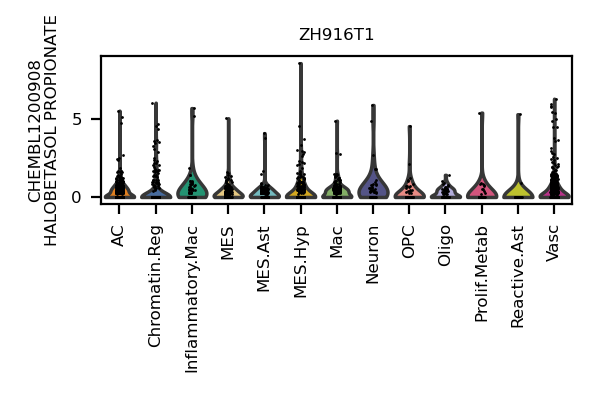 ZH916T1
CHEMBL1200908
HALOBETASOL PROPIONATE
5
0
AC
Chromatin.Reg
Inflammatory.Mac
MES
MES.Ast
MES.Hyp
Mac
Neuron
OPC
Oligo
Prolif.Metab
Reactive.Ast
Vasc